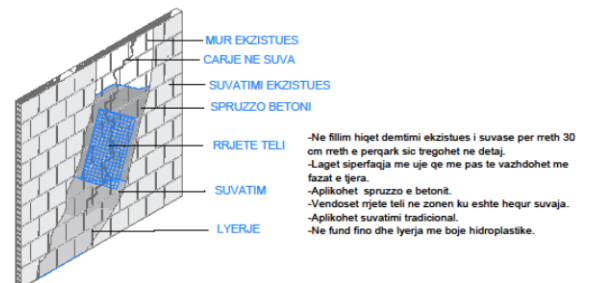 MUR EKZISTUES
CARJE NE SUVA
SUVATIMI EKZISTUES
SPRUZZO BETONI
RRJETE TELI
SUVATIM
LYERJE
-Ne fillim hiqet demtimi ekzistues i suvase per rreth 30
cm rreth e perqark sic tregohet ne detaj.
-Laget siperfaqja me uje qe me pas te vazhdohet me
fazat e tjera.
-Aplikohet spruzzo e betonit.
-Vendoset rrjete teli ne zonen ku eshte hequr suvaja.
-Aplikohet suvatimi tradicional.
-Ne fund fino dhe lyerja me boje hidroplastike.